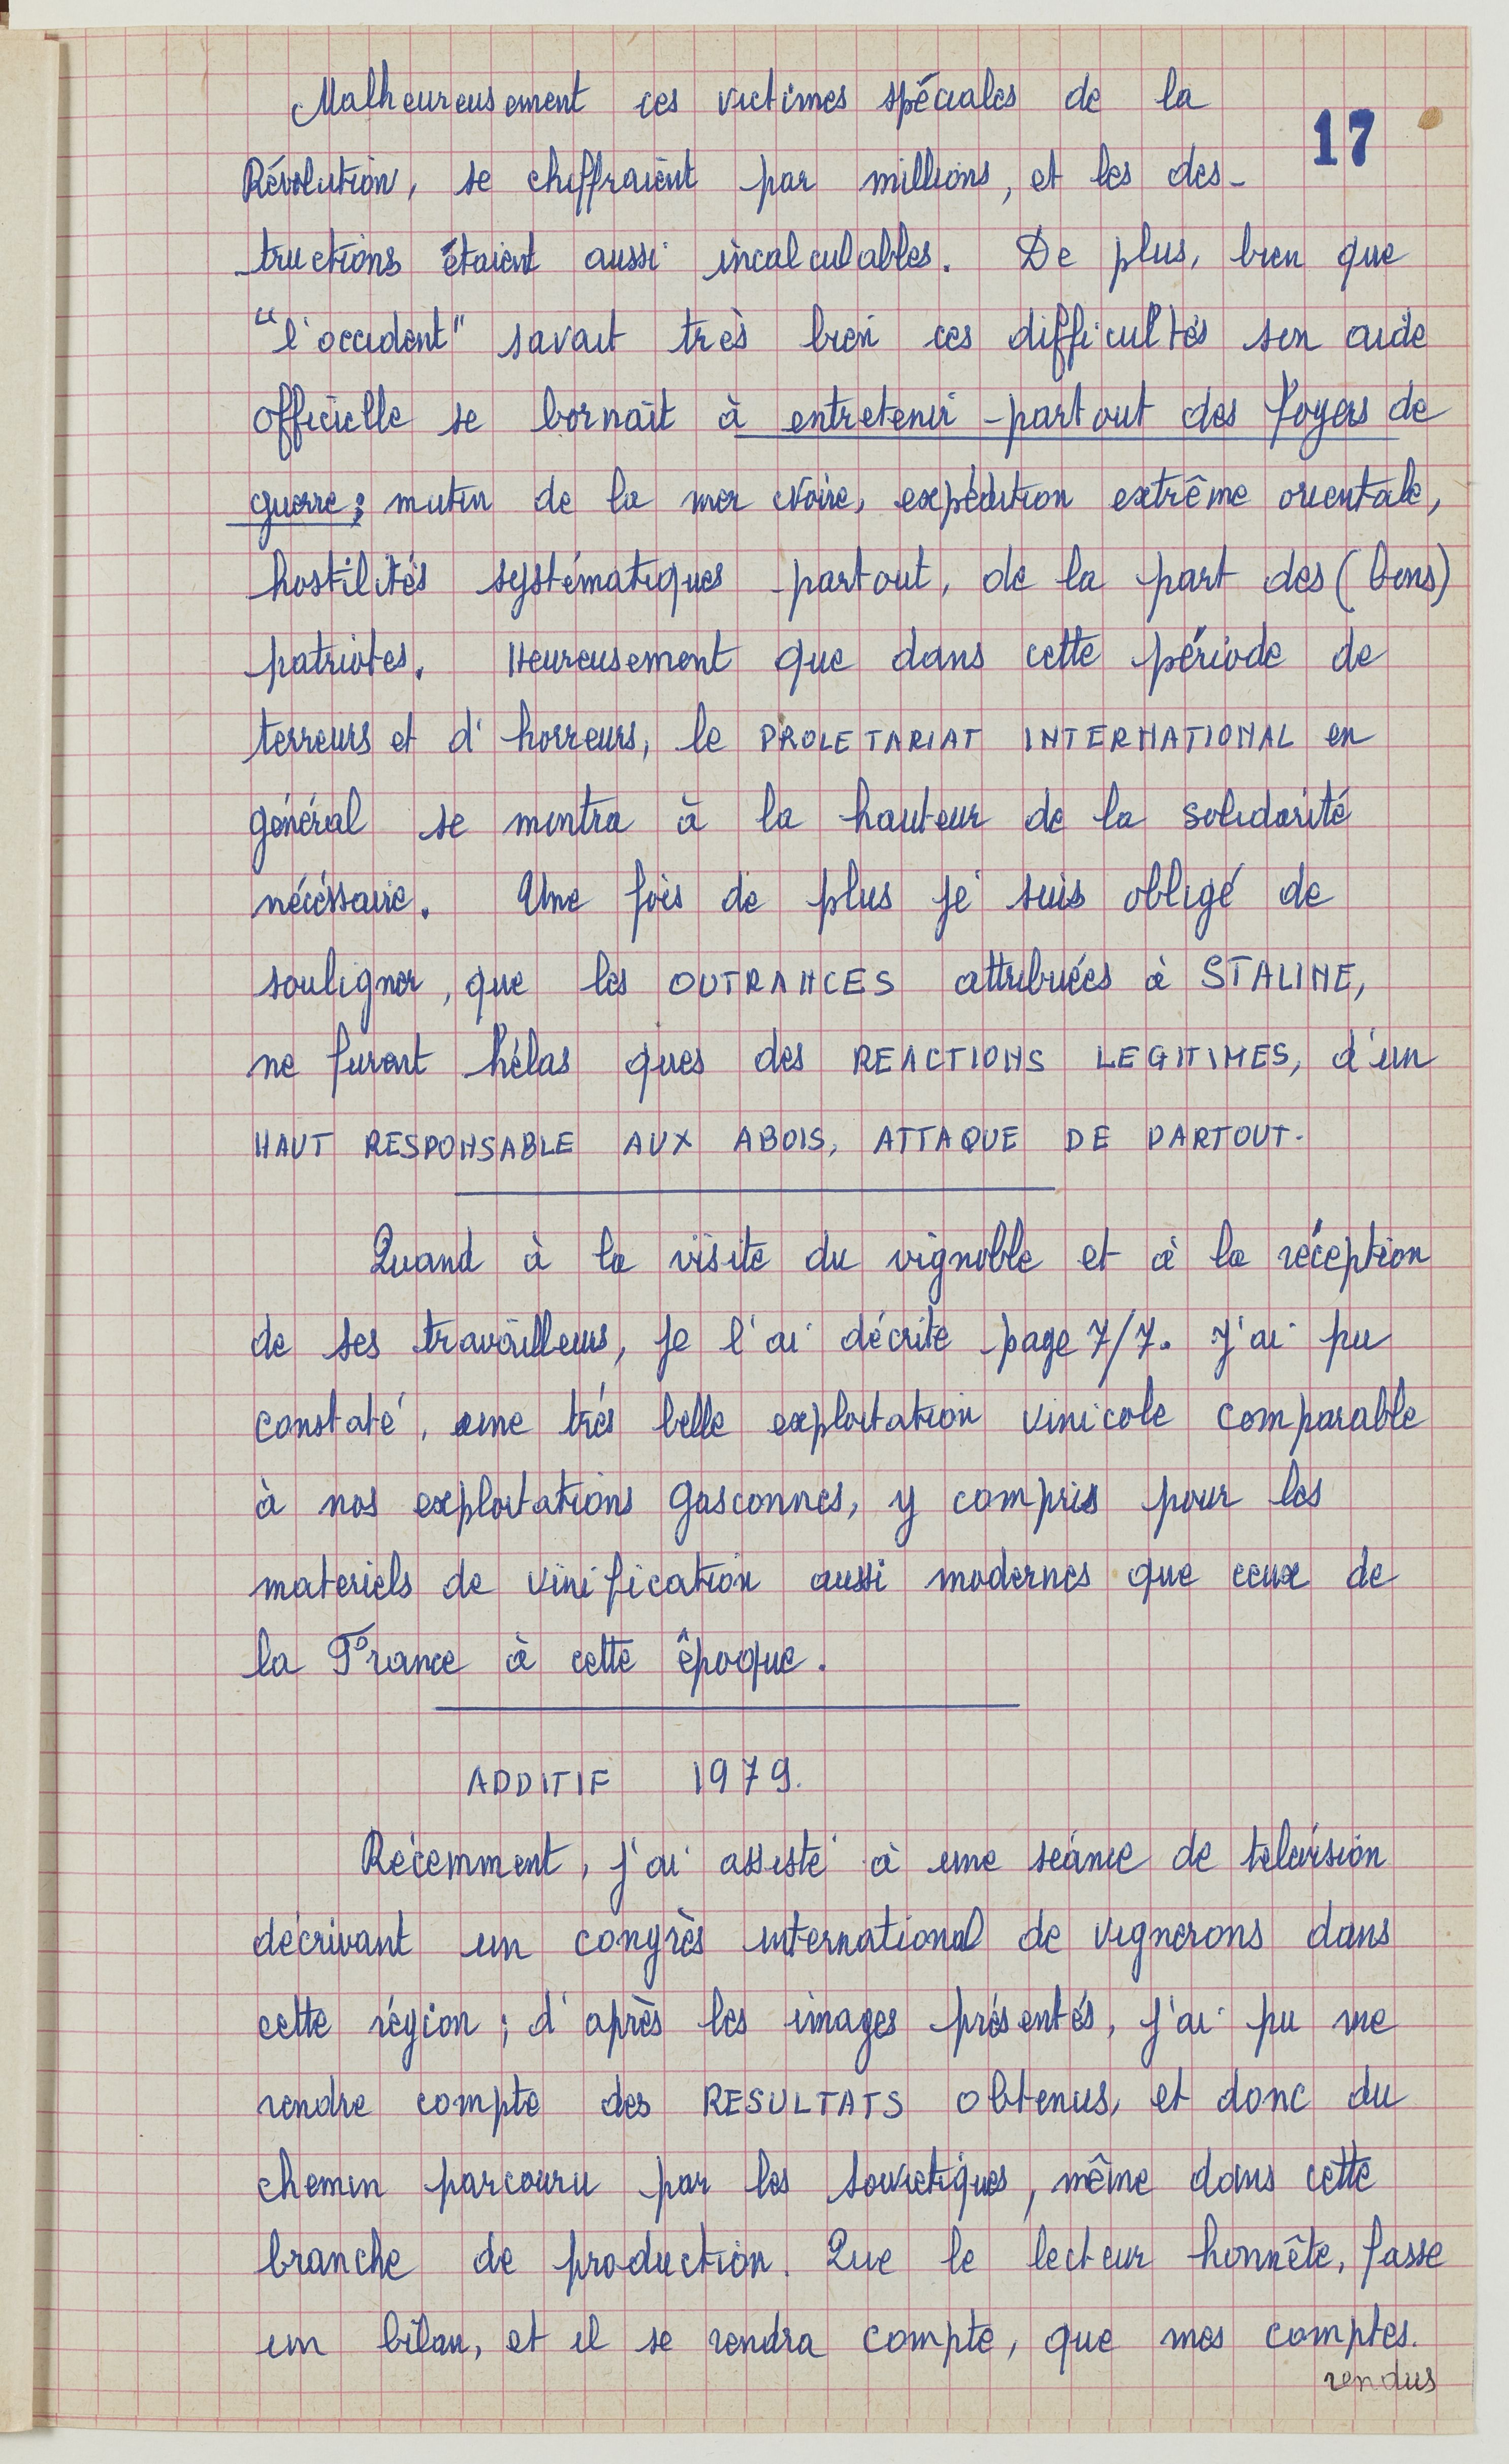 Malheureusement ces victimes spéciales de la
17
Révolution, se chiffraient par millions, et les des-
tructions étaient aussi incalculables. De plus, bien que
"l'occident" savait très bien ces difficultés son aide
officielle se bornait à entretenir partout des foyers de
guerre; mutin de la mer Noire, expédition extrême orientale,
hostilités systématiques partout, de la part des (bons)
patriotes. Heureusement que dans cette période de
terreurs et d'horreurs, le PROLETARIAT INTERNATIONAL en
général se montra à la hauteur de la solidarité
nécéssaire. Une fois de plus je suis obligé de
souligner, que les OUTRANCES attribuées à STALINE,
ne furent hélas ques des REACTIONS LEGITIMES, d'un
HAUT RESPONSABLE AUX ABOIS, ATTAQUE DE PARTOUT.
Quand à la visite du vignoble et à la réception
de ses travailleurs, je l'ai décrite page 7/7. J'ai pu
constaté, une trés belle exploitation vinicole comparable
à nos exploitations gasconnes, y compris pour les
materiels de vinification aussi modernes que ceux de
la France à cette êpoque.
ADDITIF 1979.
Récemment, j'ai assisté à une séance de télévision
décrivant un congrès international de vignerons dans
cette région; d'après les images présentés, j'ai pu me
rendre compte des RESULTATS obtenus, et donc du
chemin parcouru par les soviétiques, même dans cette
branche de production. Que le lecteur honnête, fasse
un bilan, et il se rendra compte, que mes comptes.
rendus